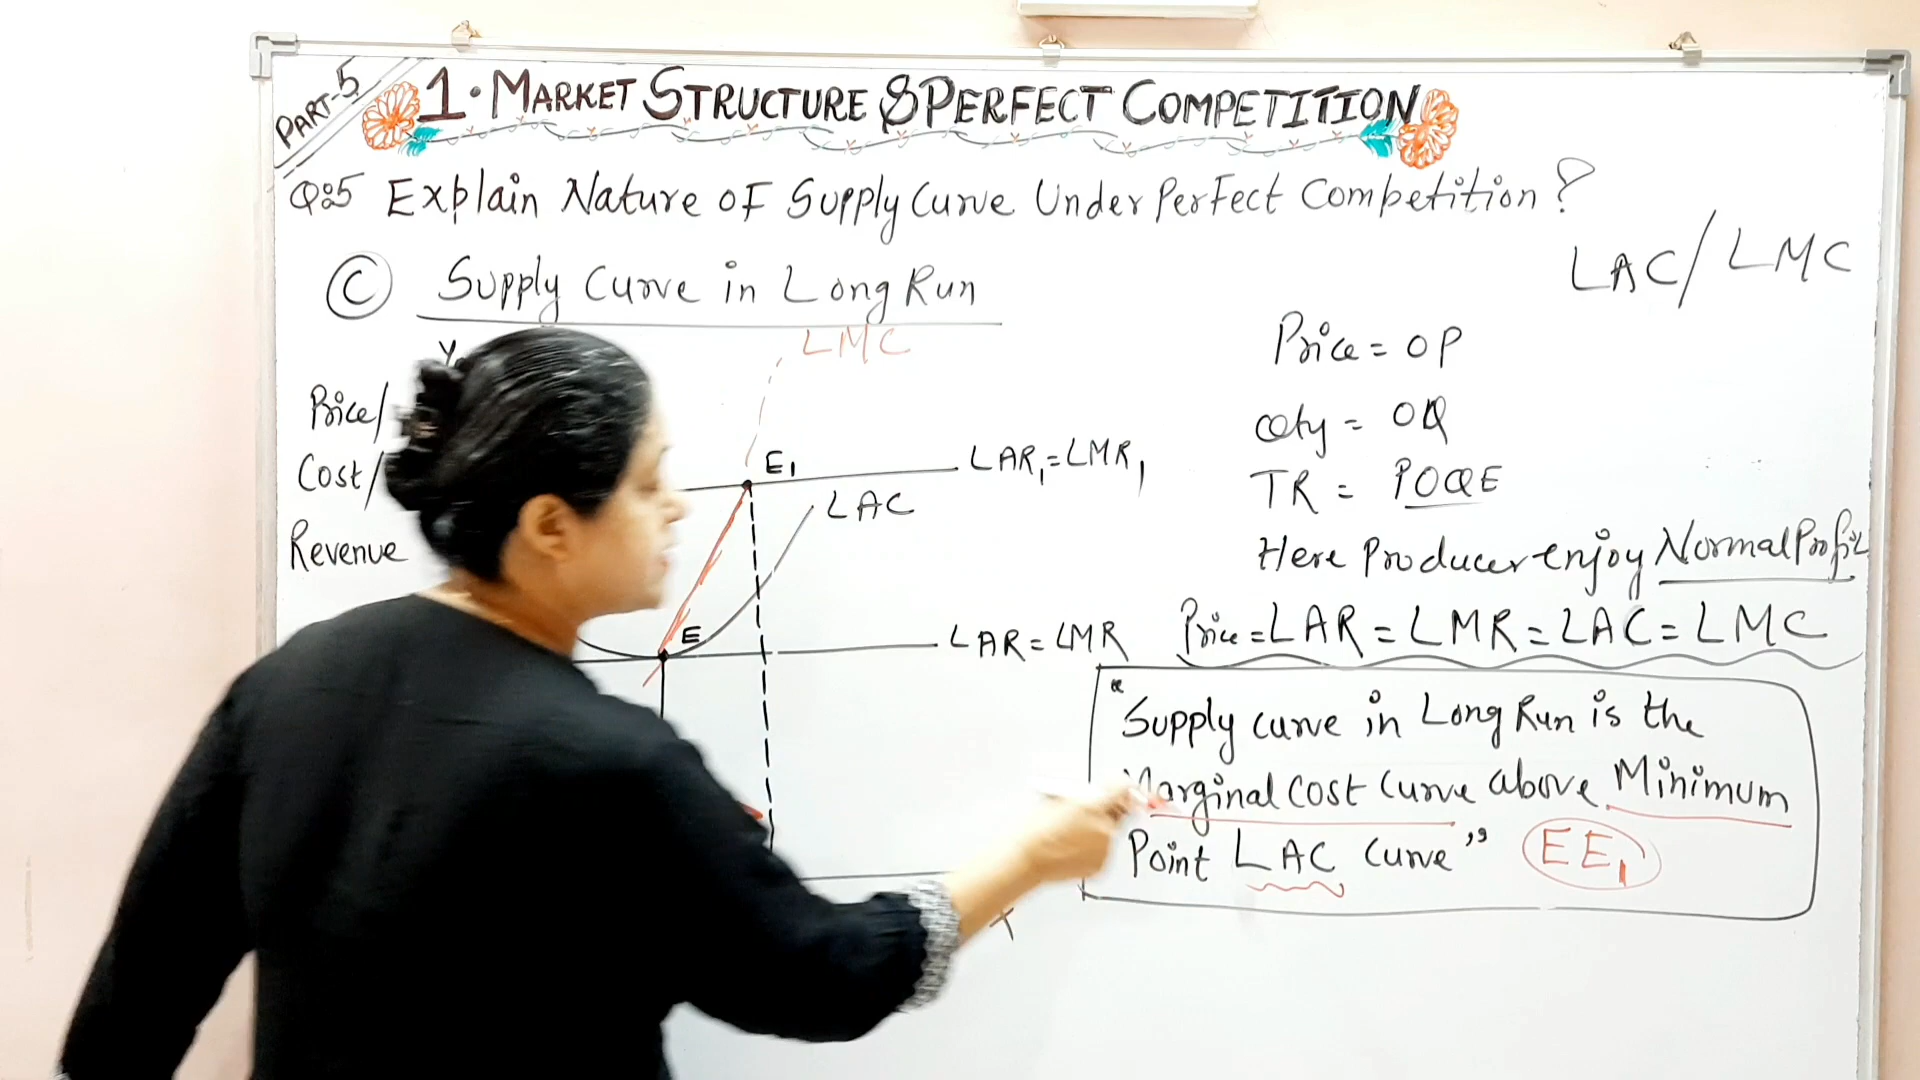 PART-5
1. MARKET STRUCTURE & PERFECT COMPETITION
Q:5 Explain Nature of Supply Curve Under Perfect Competition?
LAC/LMC
C Supply Curve in Long Run
Y
LMC
Price/
Cost/
Revenue
E1
LAR1=LMR1
LAC
E
LAR=LMR
X
Price = OP
Qty = OQ
TR = POQE
Here Producer enjoy Normal Profit
Price=LAR=LMR=LAC=LMC
"Supply curve in Long Run is the
Marginal cost curve above Minimum
Point LAC Curve" EE1